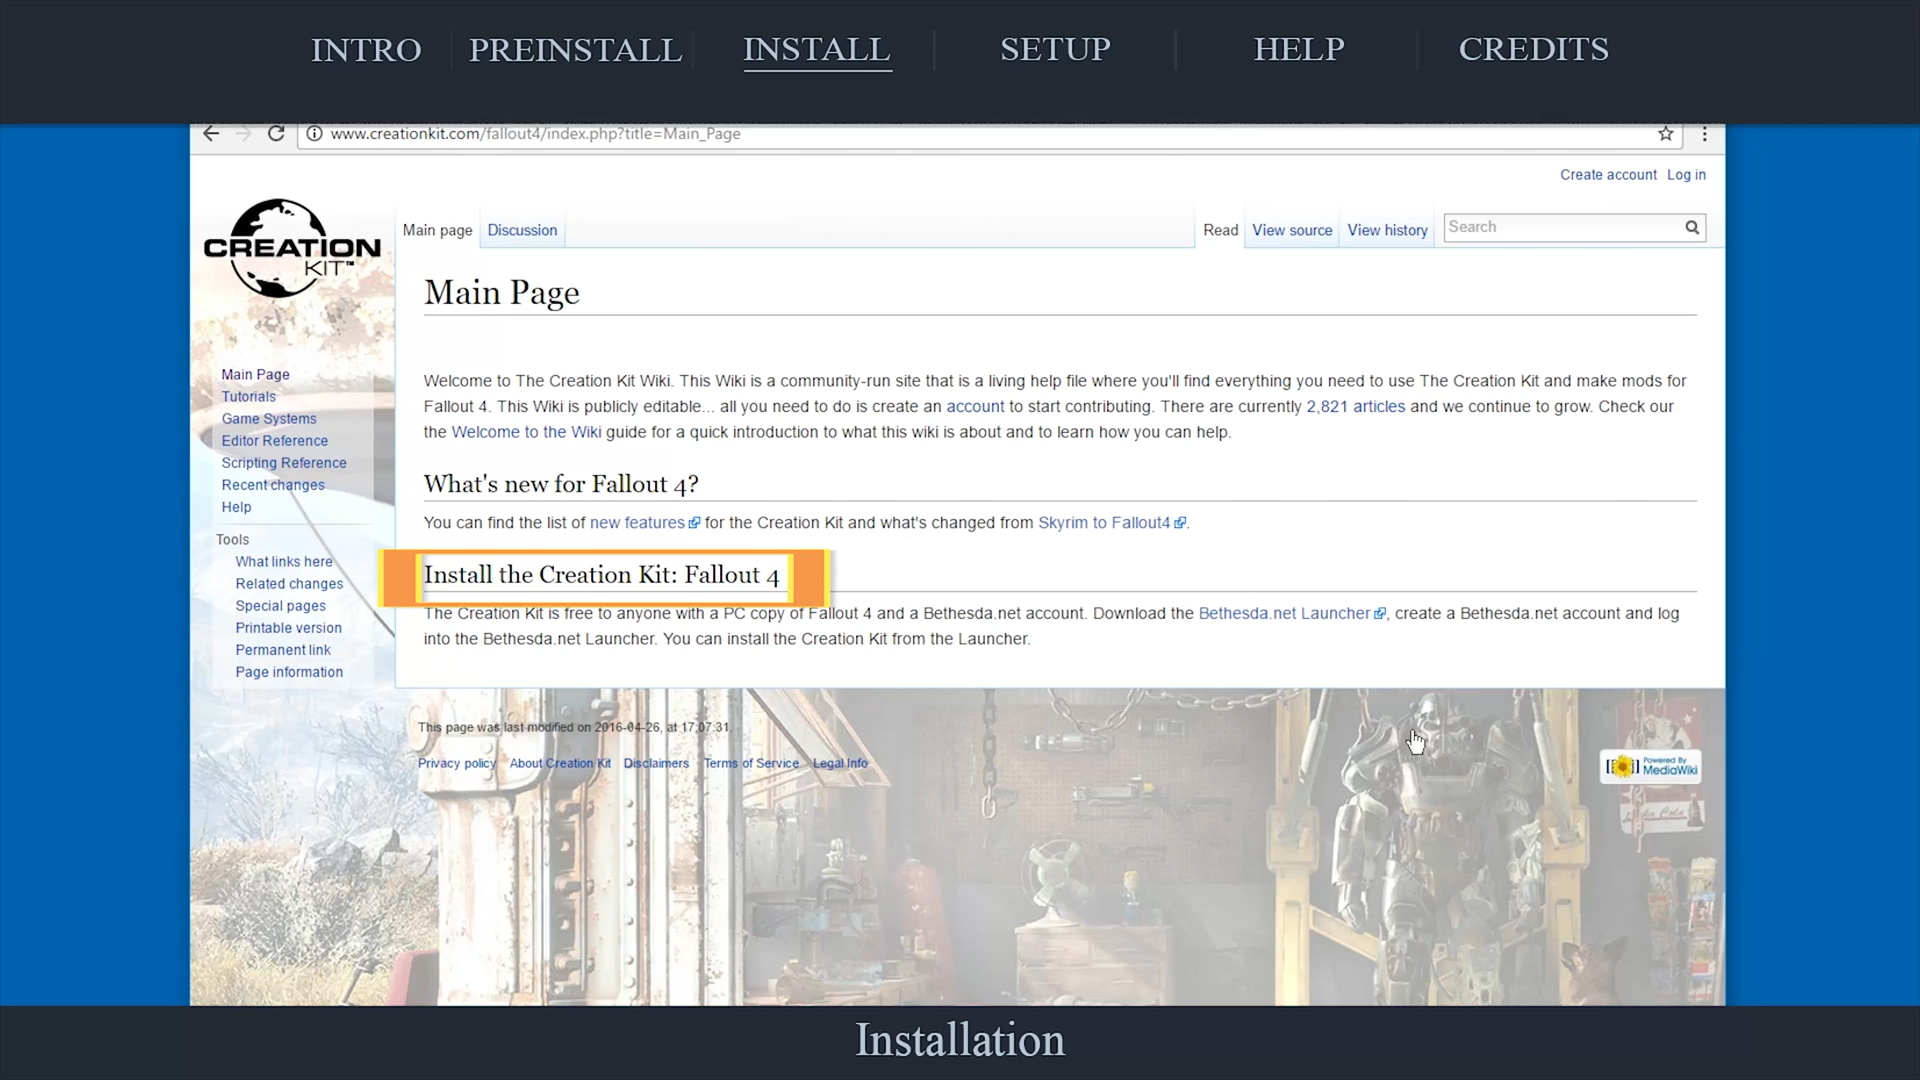 INTRO PREINSTALL INSTALL SETUP HELP CREDITS
www.creationkit.com/fallout4/index.php?title=Main_Page
Create account Log in
CREATION
KIT™
Main page Discussion Read View source View history Search
Main Page
Welcome to The Creation Kit Wiki. This Wiki is a community-run site that is a living help file where you'll find everything you need to use The Creation Kit and make mods for
Fallout 4. This Wiki is publicly editable... all you need to do is create an account to start contributing. There are currently 2,821 articles and we continue to grow. Check our
the Welcome to the Wiki guide for a quick introduction to what this wiki is about and to learn how you can help.
What's new for Fallout 4?
You can find the list of new features for the Creation Kit and what's changed from Skyrim to Fallout4.
Install the Creation Kit: Fallout 4
The Creation Kit is free to anyone with a PC copy of Fallout 4 and a Bethesda.net account. Download the Bethesda.net Launcher, create a Bethesda.net account and log
into the Bethesda.net Launcher. You can install the Creation Kit from the Launcher.
Main Page
Tutorials
Game Systems
Editor Reference
Scripting Reference
Recent changes
Help
Tools
What links here
Related changes
Special pages
Printable version
Permanent link
Page information
This page was last modified on 2016-04-26, at 17:07:31.
Privacy policy About Creation Kit Disclaimers Terms of Service Legal Info
Powered By
MediaWiki
Installation